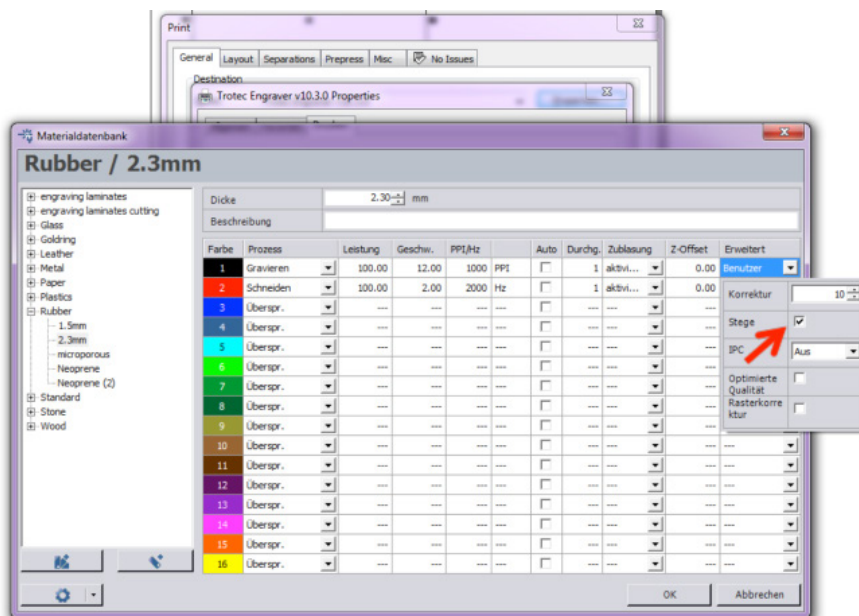 Print
General Layout Separations Prepress Misc No Issues
Destination
Trotec Engraver v10.3.0 Properties
Materialdatenbank
Rubber / 2.3mm
engraving laminates
engraving laminates cutting
Glass
Goldring
Leather
Metal
Paper
Plastics
Rubber
1.5mm
2.3mm
microporous
Neoprene
Neoprene (2)
Standard
Stone
Wood
Dicke 2.30 mm
Beschreibung
Farbe Prozess Leistung Geschw. PPI/Hz Auto Durchg. Zublasung Z-Offset Erweitert
1 Gravieren 100.00 12.00 1000 PPI 1 aktivi... 0.00 Benutzer
2 Schneiden 100.00 2.00 2000 Hz 1 aktivi... 0.00
3 Überspr. --- --- --- --- --- --- ---
4 Überspr. --- --- --- --- --- --- ---
5 Überspr. --- --- --- --- --- --- ---
6 Überspr. --- --- --- --- --- --- ---
7 Überspr. --- --- --- --- --- --- ---
8 Überspr. --- --- --- --- --- --- ---
9 Überspr. --- --- --- --- --- --- ---
10 Überspr. --- --- --- --- --- --- --- ---
11 Überspr. --- --- --- --- --- --- --- ---
12 Überspr. --- --- --- --- --- --- --- ---
13 Überspr. --- --- --- --- --- --- --- ---
14 Überspr. --- --- --- --- --- --- --- ---
15 Überspr. --- --- --- --- --- --- --- ---
16 Überspr. --- --- --- --- --- --- --- ---
Korrektur 10
Stege
IPC Aus
Optimierte
Qualität
Rasterkorre
ktur
OK Abbrechen